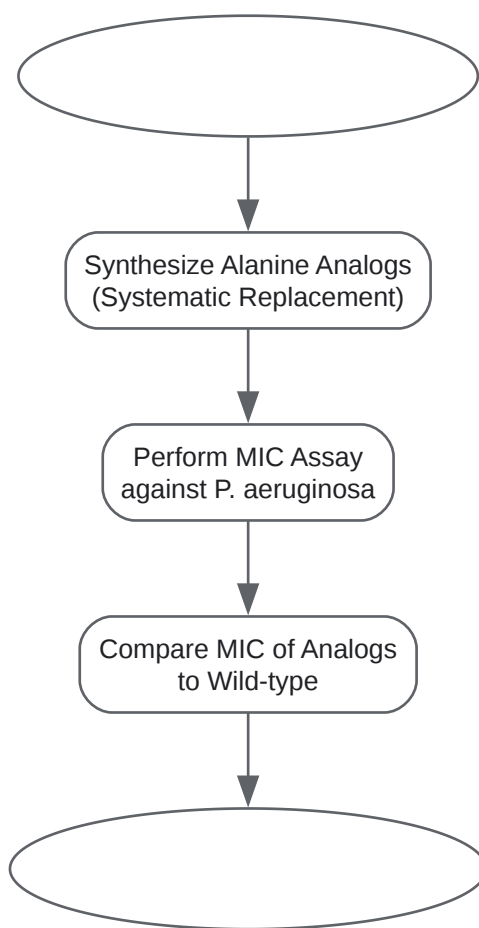 Synthesize Alanine Analogs
(Systematic Replacement)
Perform MIC Assay
against P. aeruginosa
Compare MIC of Analogs
to Wild-type